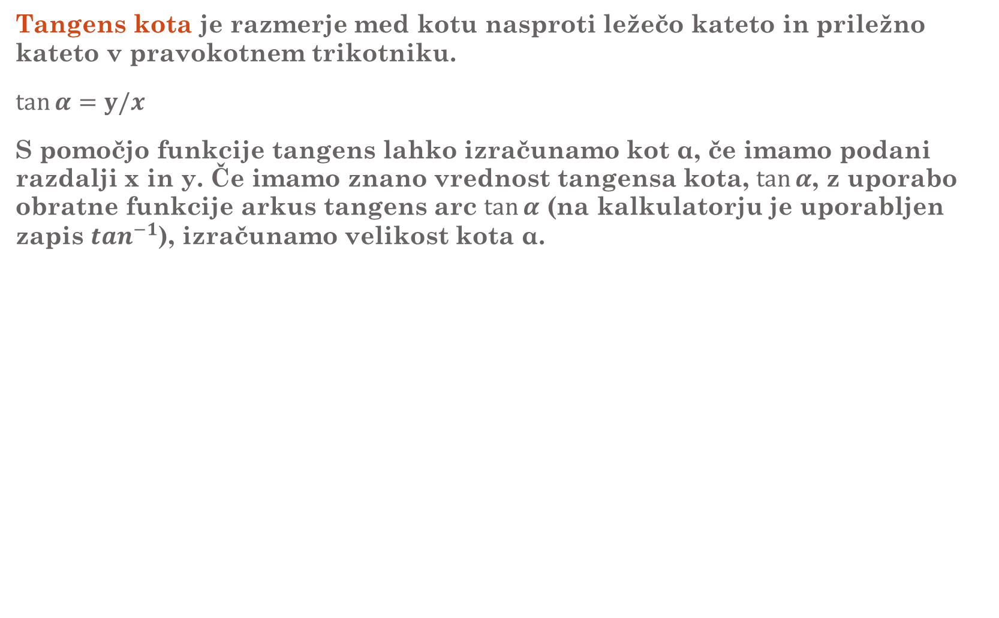 Tangens kota je razmerje med kotu nasproti ležečo kateto in priležno
kateto v pravokotnem trikotniku.
tan α = y/x
S pomočjo funkcije tangens lahko izračunamo kot α, če imamo podani
razdalji x in y. Če imamo znano vrednost tangensa kota, tan α, z uporabo
obratne funkcije arkus tangens arc tan α (na kalkulatorju je uporabljen
zapis tan⁻¹), izračunamo velikost kota α.